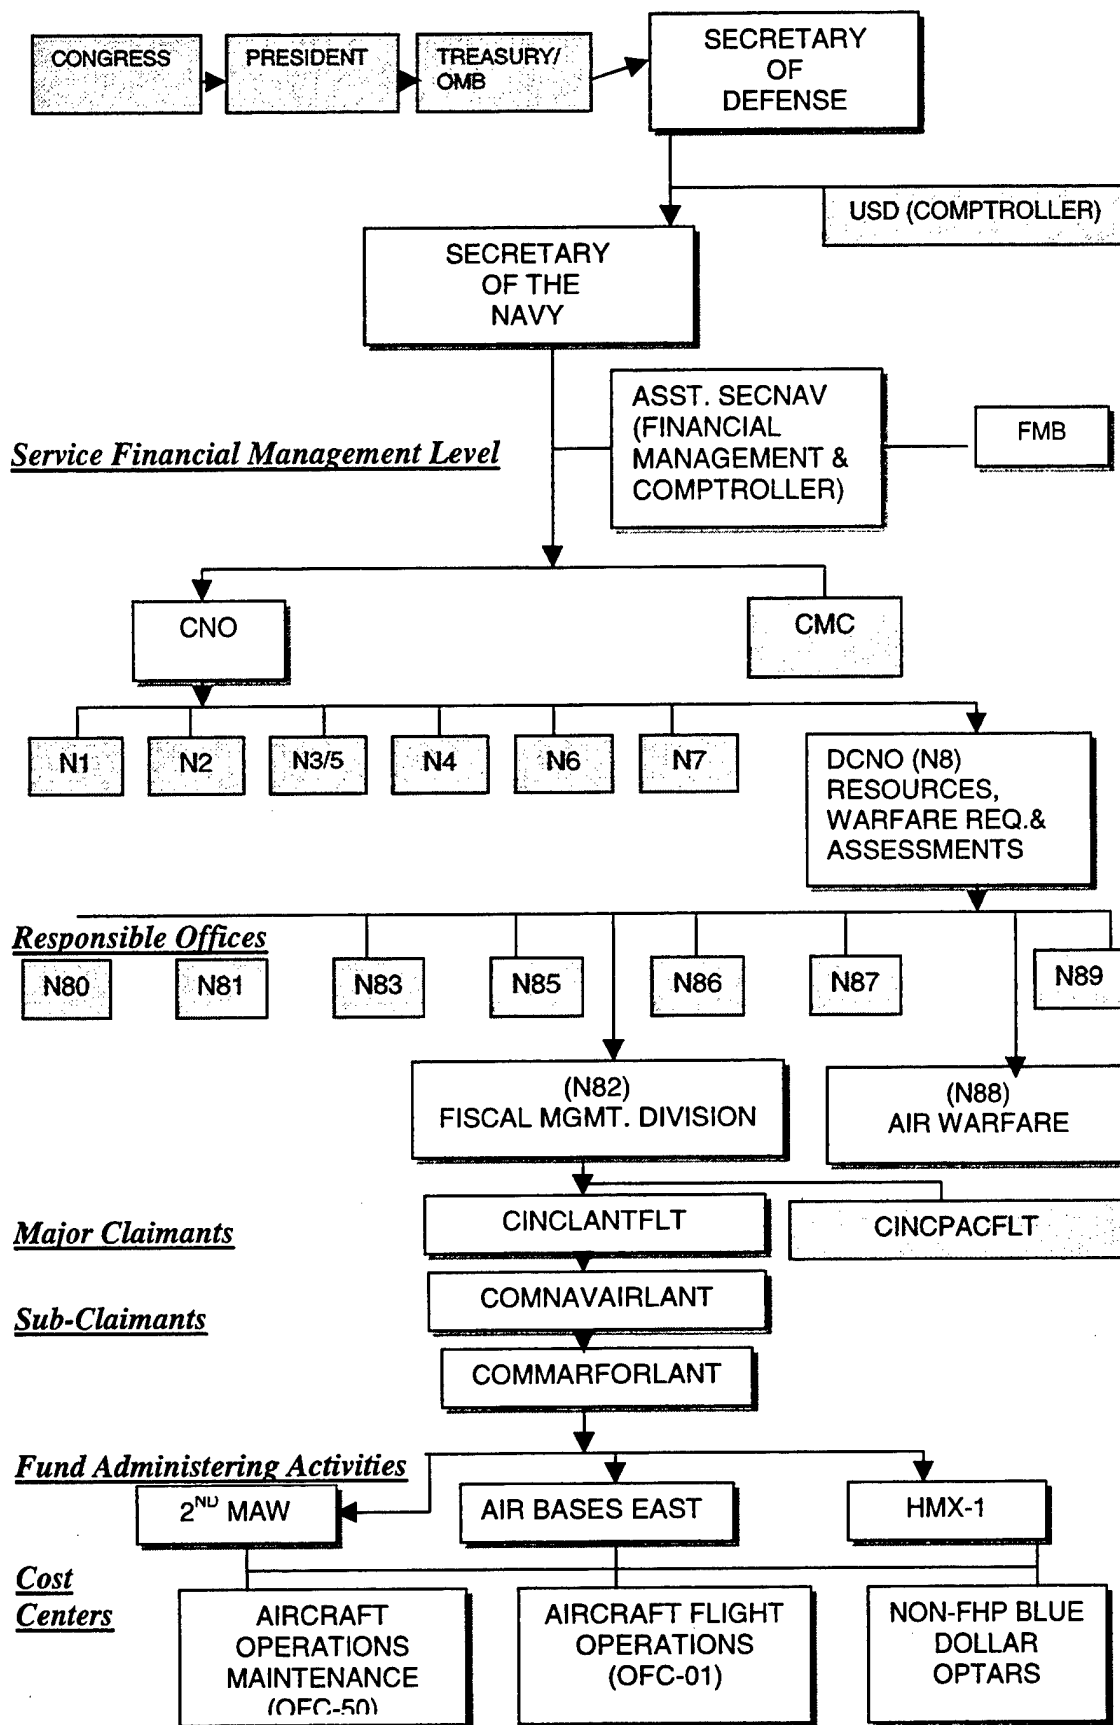 CONGRESS
PRESIDENT
TREASURY/
OMB
SECRETARY
OF
DEFENSE
USD (COMPTROLLER)
SECRETARY
OF THE
NAVY
ASST. SECNAV
(FINANCIAL
MANAGEMENT &
COMPTROLLER)
FMB
Service Financial Management Level
CNO
CMC
N1
N2
N3/5
N4
N6
N7
DCNO (N8)
RESOURCES,
WARFARE REQ.&
ASSESSMENTS
Responsible Offices
N80
N81
N83
N85
N86
N87
N89
(N82)
FISCAL MGMT. DIVISION
(N88)
AIR WARFARE
Major Claimants
CINCLANTFLT
CINCPACFLT
COMNAVAIRLANT
Sub-Claimants
COMMARFORLANT
Fund Administering Activities
2ND MAW
AIR BASES EAST
HMX-1
Cost
Centers
AIRCRAFT
OPERATIONS
MAINTENANCE
(OFC-50)
AIRCRAFT FLIGHT
OPERATIONS
(OFC-01)
NON-FHP BLUE
DOLLAR
OPTARS